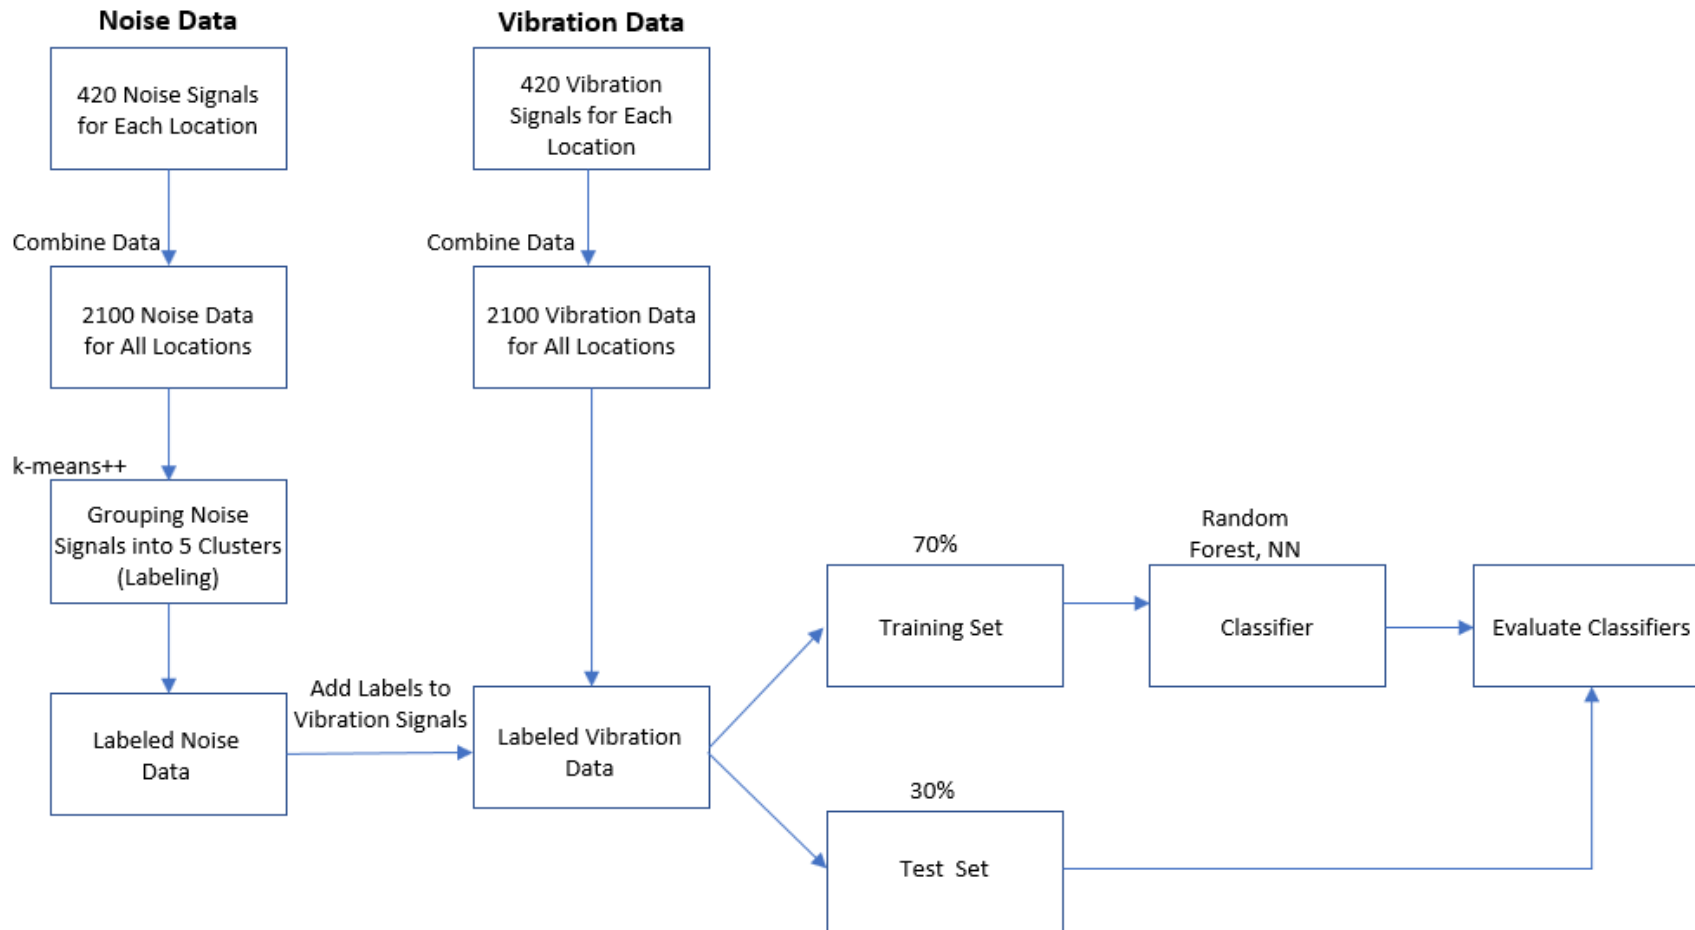 Noise Data
Vibration Data
420 Noise Signals
for Each Location
420 Vibration
Signals for Each
Location
Combine Data
Combine Data
2100 Noise Data
for All Locations
2100 Vibration Data
for All Locations
k-means++
Grouping Noise
Signals into 5 Clusters
(Labeling)
Labeled Noise
Data
Add Labels to
Vibration Signals
Labeled Vibration
Data
70%
Training Set
Random
Forest, NN
Classifier
Evaluate Classifiers
30%
Test Set